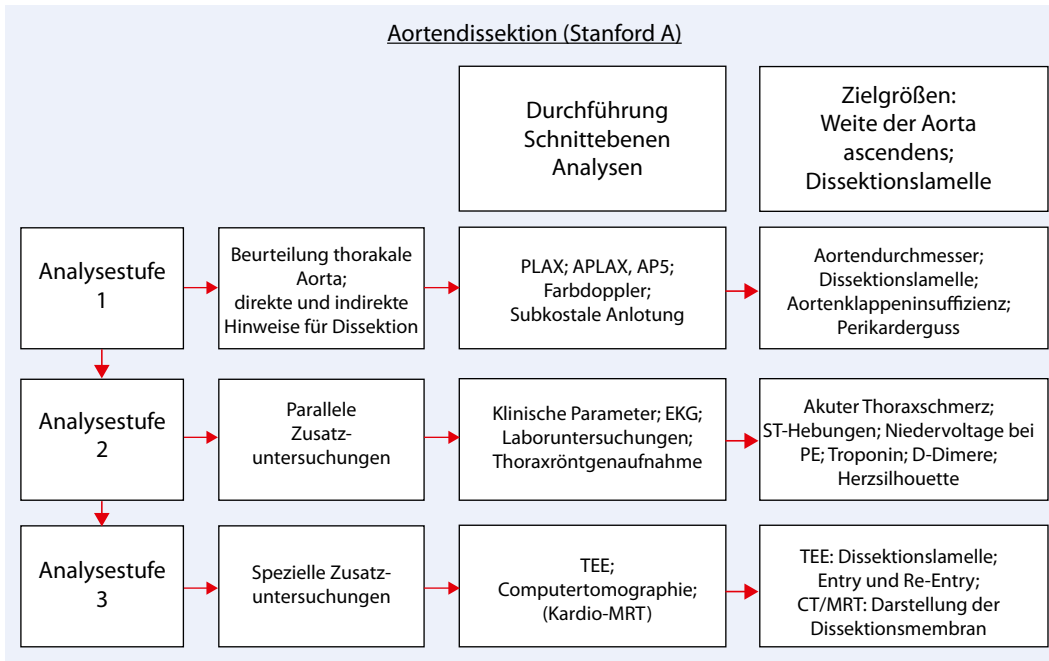 Aortendissektion (Stanford A)
Durchführung
Schnittebenen
Analysen
Zielgrößen:
Weite der Aorta
ascendens;
Dissektionslamelle
Analysestufe
1
Beurteilung thorakale
Aorta;
direkte und indirekte
Hinweise für Dissektion
PLAX; APLAX, AP5;
Farbdoppler;
Subkostale Anlotung
Aortendurchmesser;
Dissektionslamelle;
Aortenklappeninsuffizienz;
Perikarderguss
Analysestufe
2
Parallele
Zusatz-
untersuchungen
Klinische Parameter; EKG;
Laboruntersuchungen;
Thoraxröntgenaufnahme
Akuter Thoraxschmerz;
ST-Hebungen; Niedervoltage bei
PE; Troponin; D-Dimere;
Herzsilhouette
Analysestufe
3
Spezielle Zusatz-
untersuchungen
TEE;
Computertomographie;
(Kardio-MRT)
TEE: Dissektionslamelle;
Entry und Re-Entry;
CT/MRT: Darstellung der
Dissektionsmembran